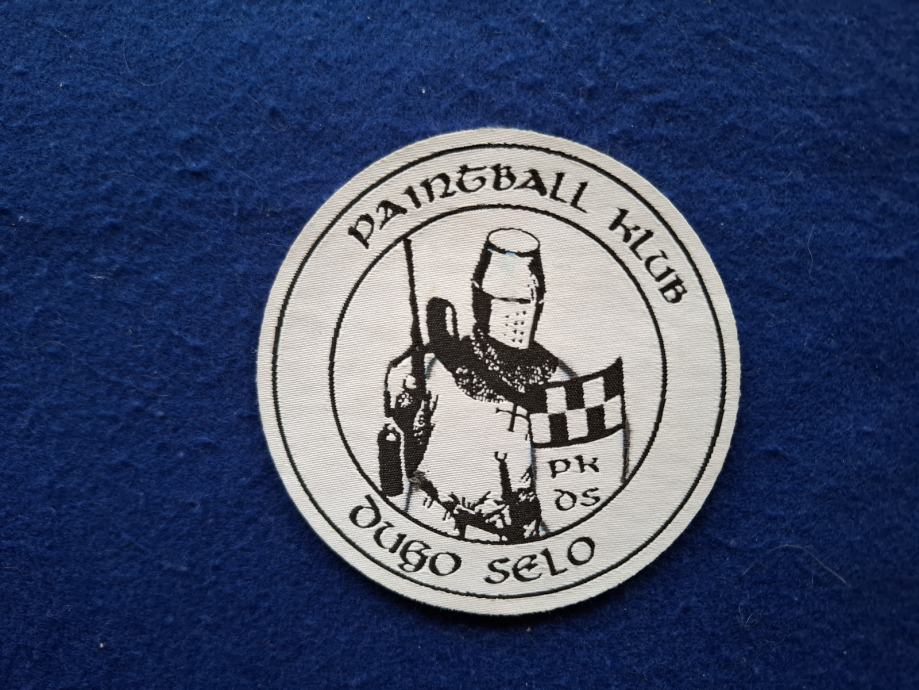 PAINTBALL KLUB
PK
DS
DUGO SELO